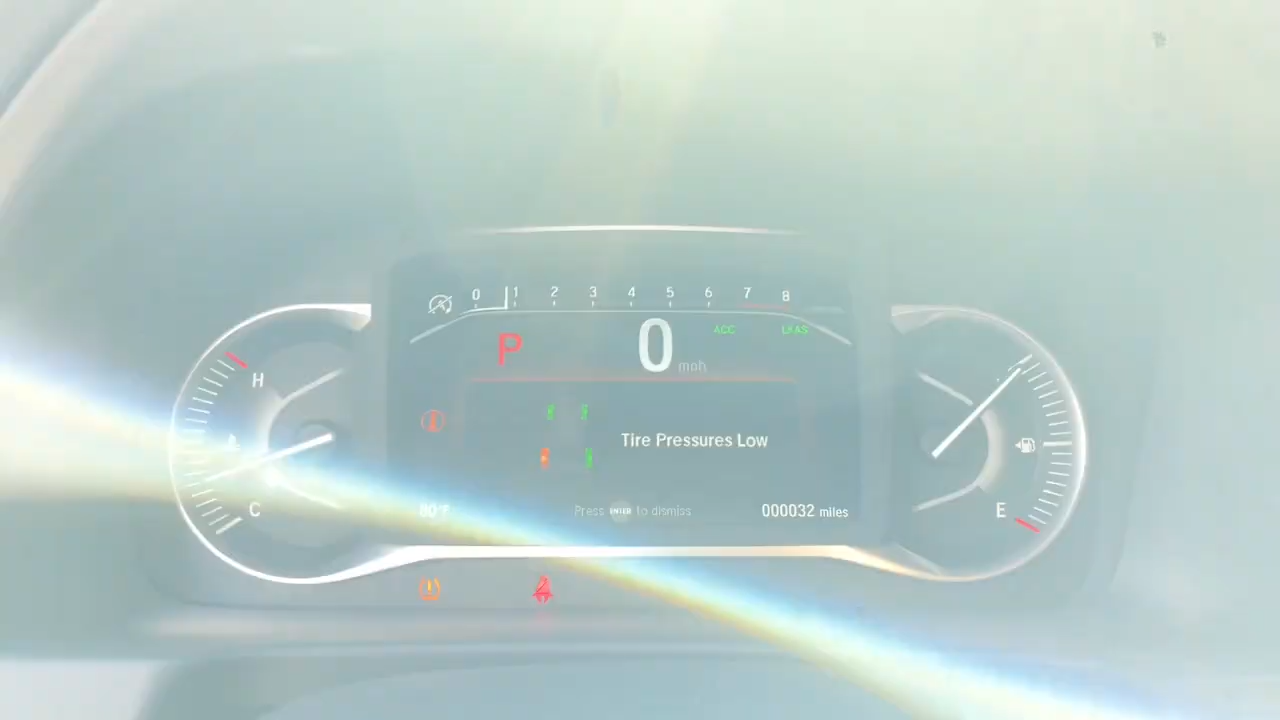 0 1 2 3 4 5 6 7 8
P 0 mph ACC LKAS
H
Tire Pressures Low
C
E
80°F Press ENTER to dismiss 000032 miles